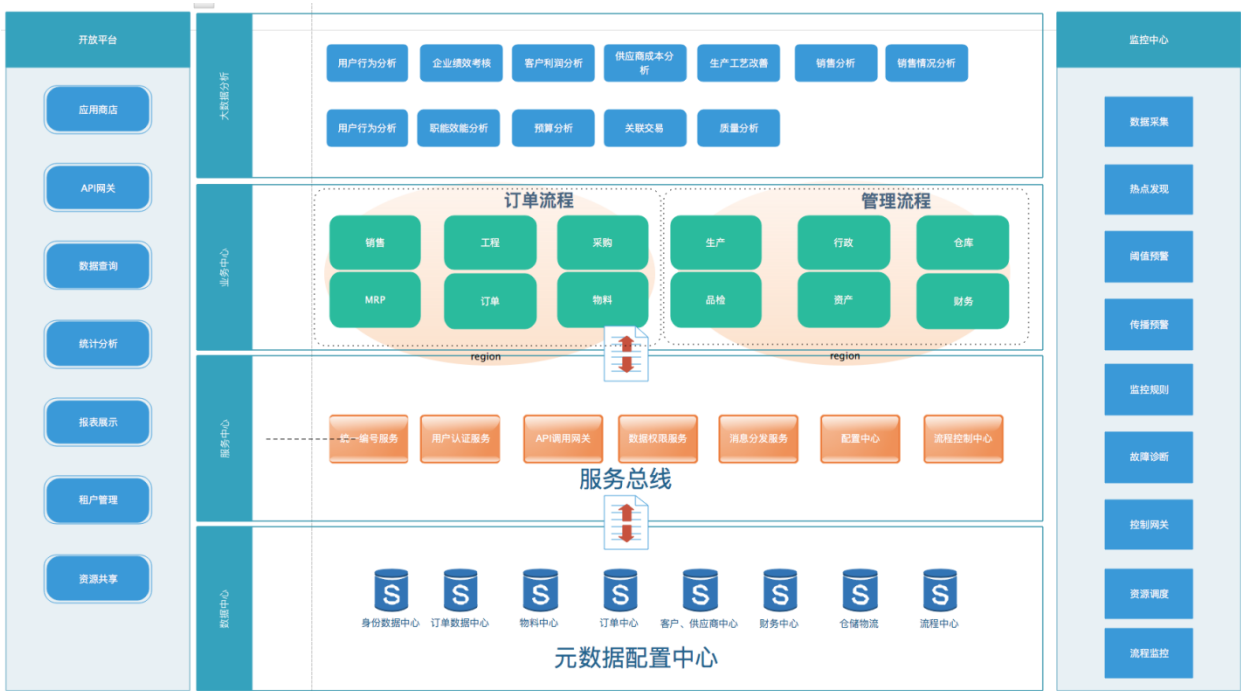 开放平台
应用商店
API网关
数据查询
统计分析
报表展示
租户管理
资源共享
大数据分析
用户行为分析
企业绩效考核
客户利润分析
供应商成本分
析
生产工艺改善
销售分析
销售情况分析
用户行为分析
职能效能分析
预算分析
关联交易
质量分析
业务中心
订单流程
销售
工程
采购
MRP
订单
物料
region
管理流程
生产
行政
仓库
品检
资产
财务
region
服务中心
统一编号服务
用户认证服务
API调用网关
数据权限服务
消息分发服务
配置中心
流程控制中心
服务总线
数据中心
S
S
S
S
S
S
S
S
身份数据中心
订单数据中心
物料中心
订单中心
客户、供应商中心
财务中心
仓储物流
流程中心
元数据配置中心
监控中心
数据采集
热点发现
阈值预警
传播预警
监控规则
故障诊断
控制网关
资源调度
流程监控